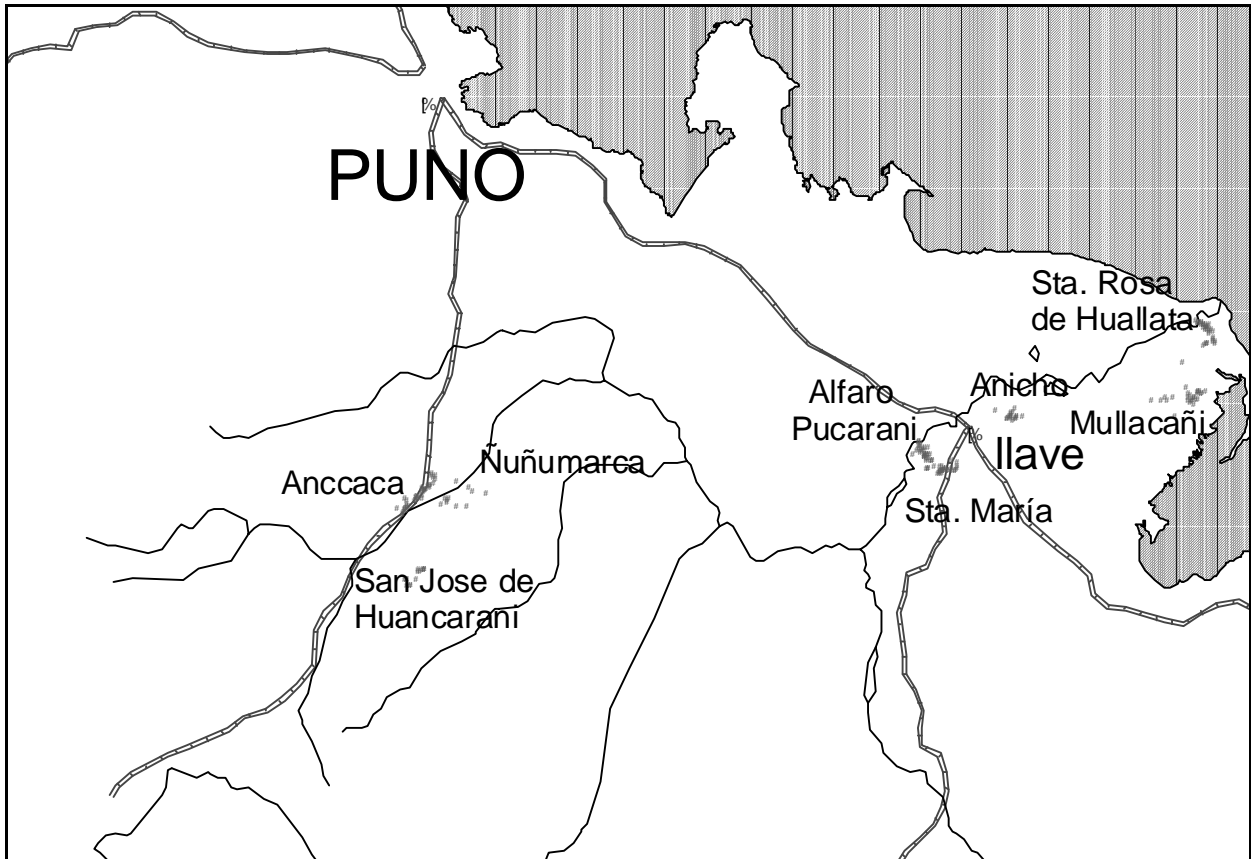 PUNO
Sta. Rosa
de Huallata
Anicho
Alfaro
Pucarani
Mullacañi
Ilave
Ñuñumarca
Anccaca
Sta. María
San Jose de
Huancarani